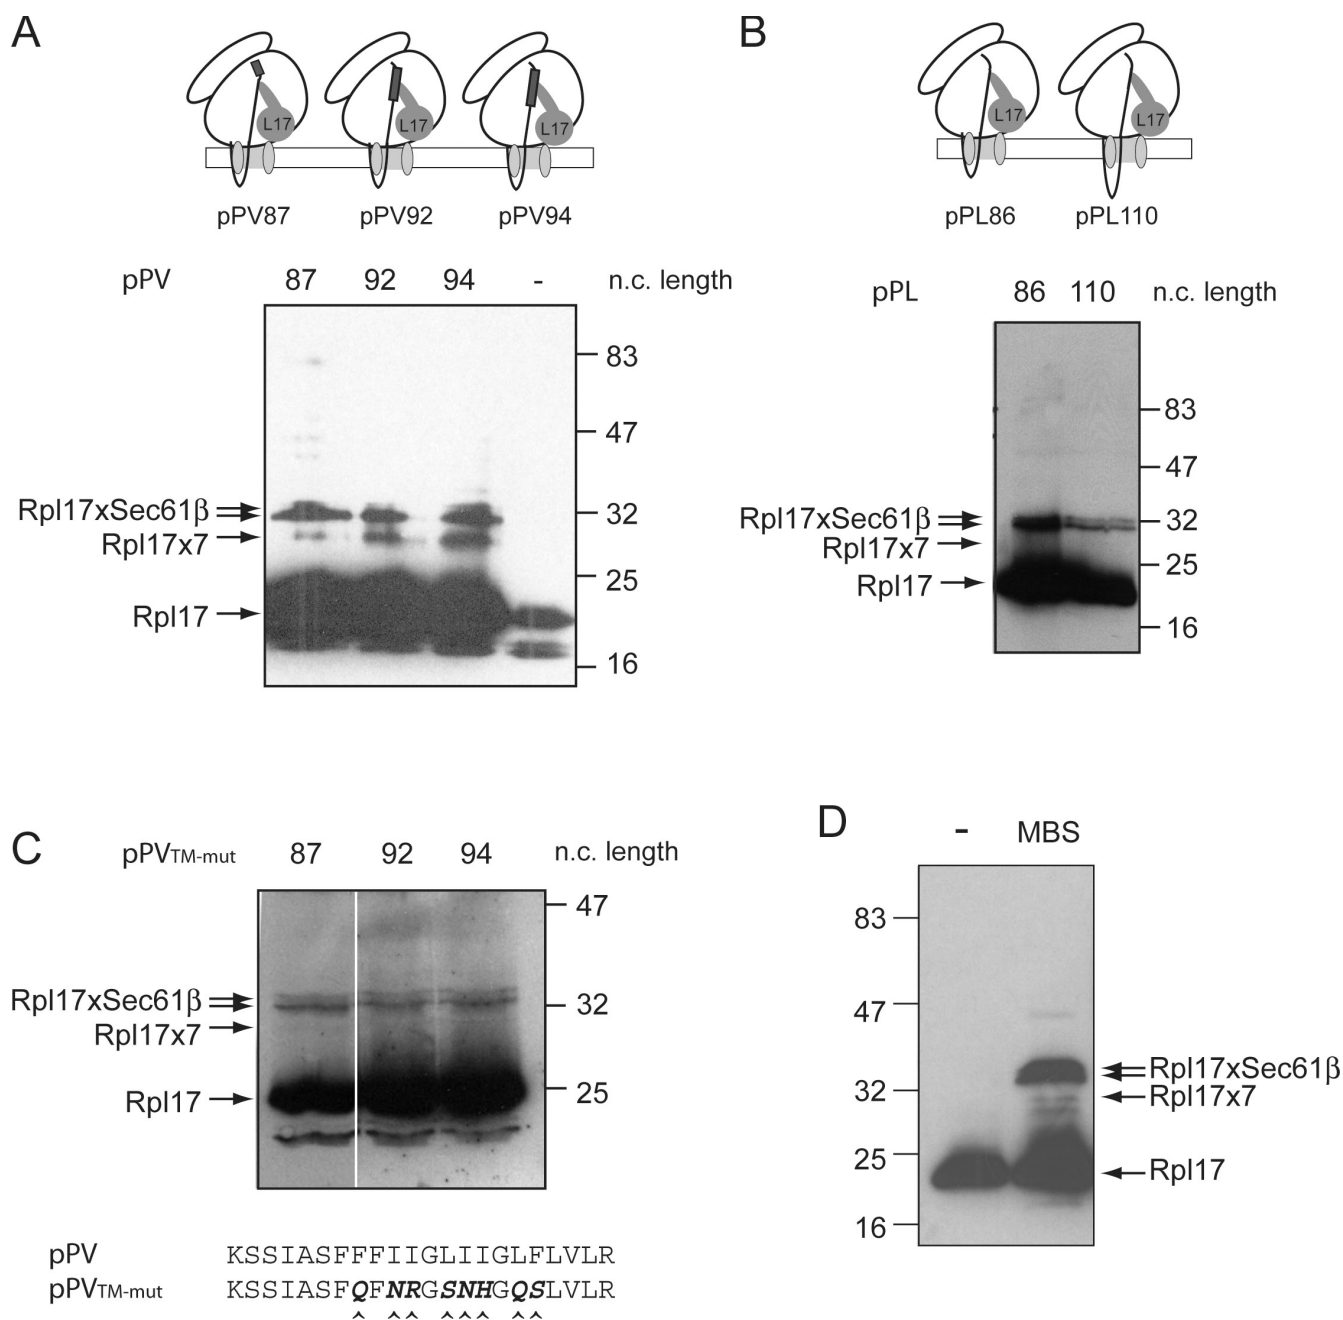 A
L17 L17 L17
pPV87 pPV92 pPV94
pPV 87 92 94 - n.c. length
83
47
Rpl17xSec61β 32
Rpl17x7
25
Rpl17
16
B
L17 L17
pPL86 pPL110
pPL 86 110 n.c. length
83
47
Rpl17xSec61β 32
Rpl17x7
25
Rpl17
16
C
pPVTM-mut 87 92 94 n.c. length
47
Rpl17xSec61β 32
Rpl17x7
Rpl17 25
pPV KSSIASFFFIIGLIIGLFLVLR
pPVTM-mut KSSIASFQFNRGSNHGQSLVLR
D
- MBS
83
47
Rpl17xSec61β
32 Rpl17x7
25
Rpl17
16